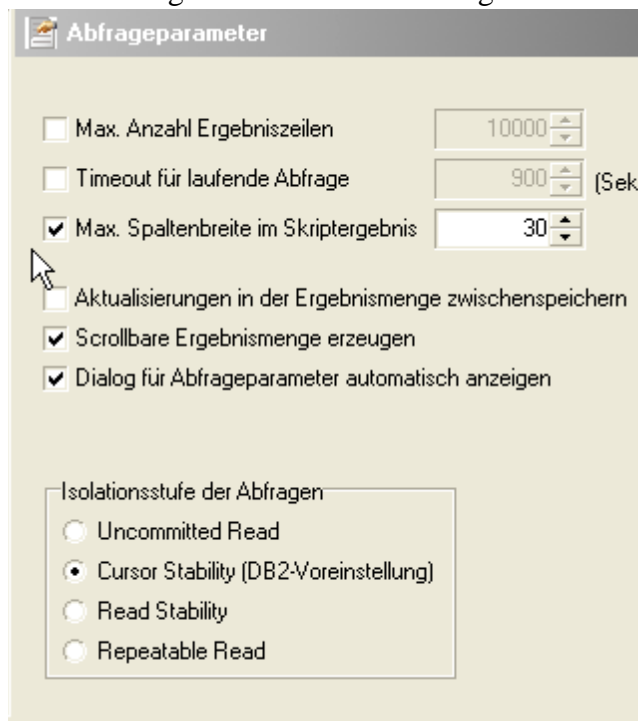 Abfrageparameter
Max. Anzahl Ergebniszeilen 10000
Timeout für laufende Abfrage 900 (Sek
Max. Spaltenbreite im Skriptergebnis 30
Aktualisierungen in der Ergebnismenge zwischenspeichern
Scrollbare Ergebnismenge erzeugen
Dialog für Abfrageparameter automatisch anzeigen
Isolationsstufe der Abfragen
Uncommitted Read
Cursor Stability (DB2-Voreinstellung)
Read Stability
Repeatable Read